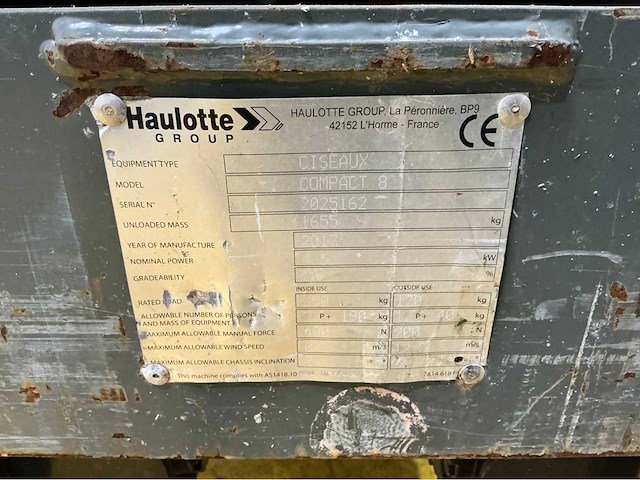 Haulotte
GROUP
HAULOTTE GROUP, La Péronnière, BP9
42152 L'Horme - France
CE
EQUIPMENT TYPE CISEAUX
MODEL COMPACT 8
SERIAL N° 2025162
UNLOADED MASS 1655 kg
YEAR OF MANUFACTURE
NOMINAL POWER kW
GRADEABILITY %
INSIDE USE OUTSIDE USE
RATED LOAD kg kg
ALLOWABLE NUMBER OF PERSONS
AND MASS OF EQUIPMENT P + kg P + kg
MAXIMUM ALLOWABLE MANUAL FORCE N N
MAXIMUM ALLOWABLE WIND SPEED m/s m/s
MAXIMUM ALLOWABLE CHASSIS INCLINATION
This machine complies with AS1418.10